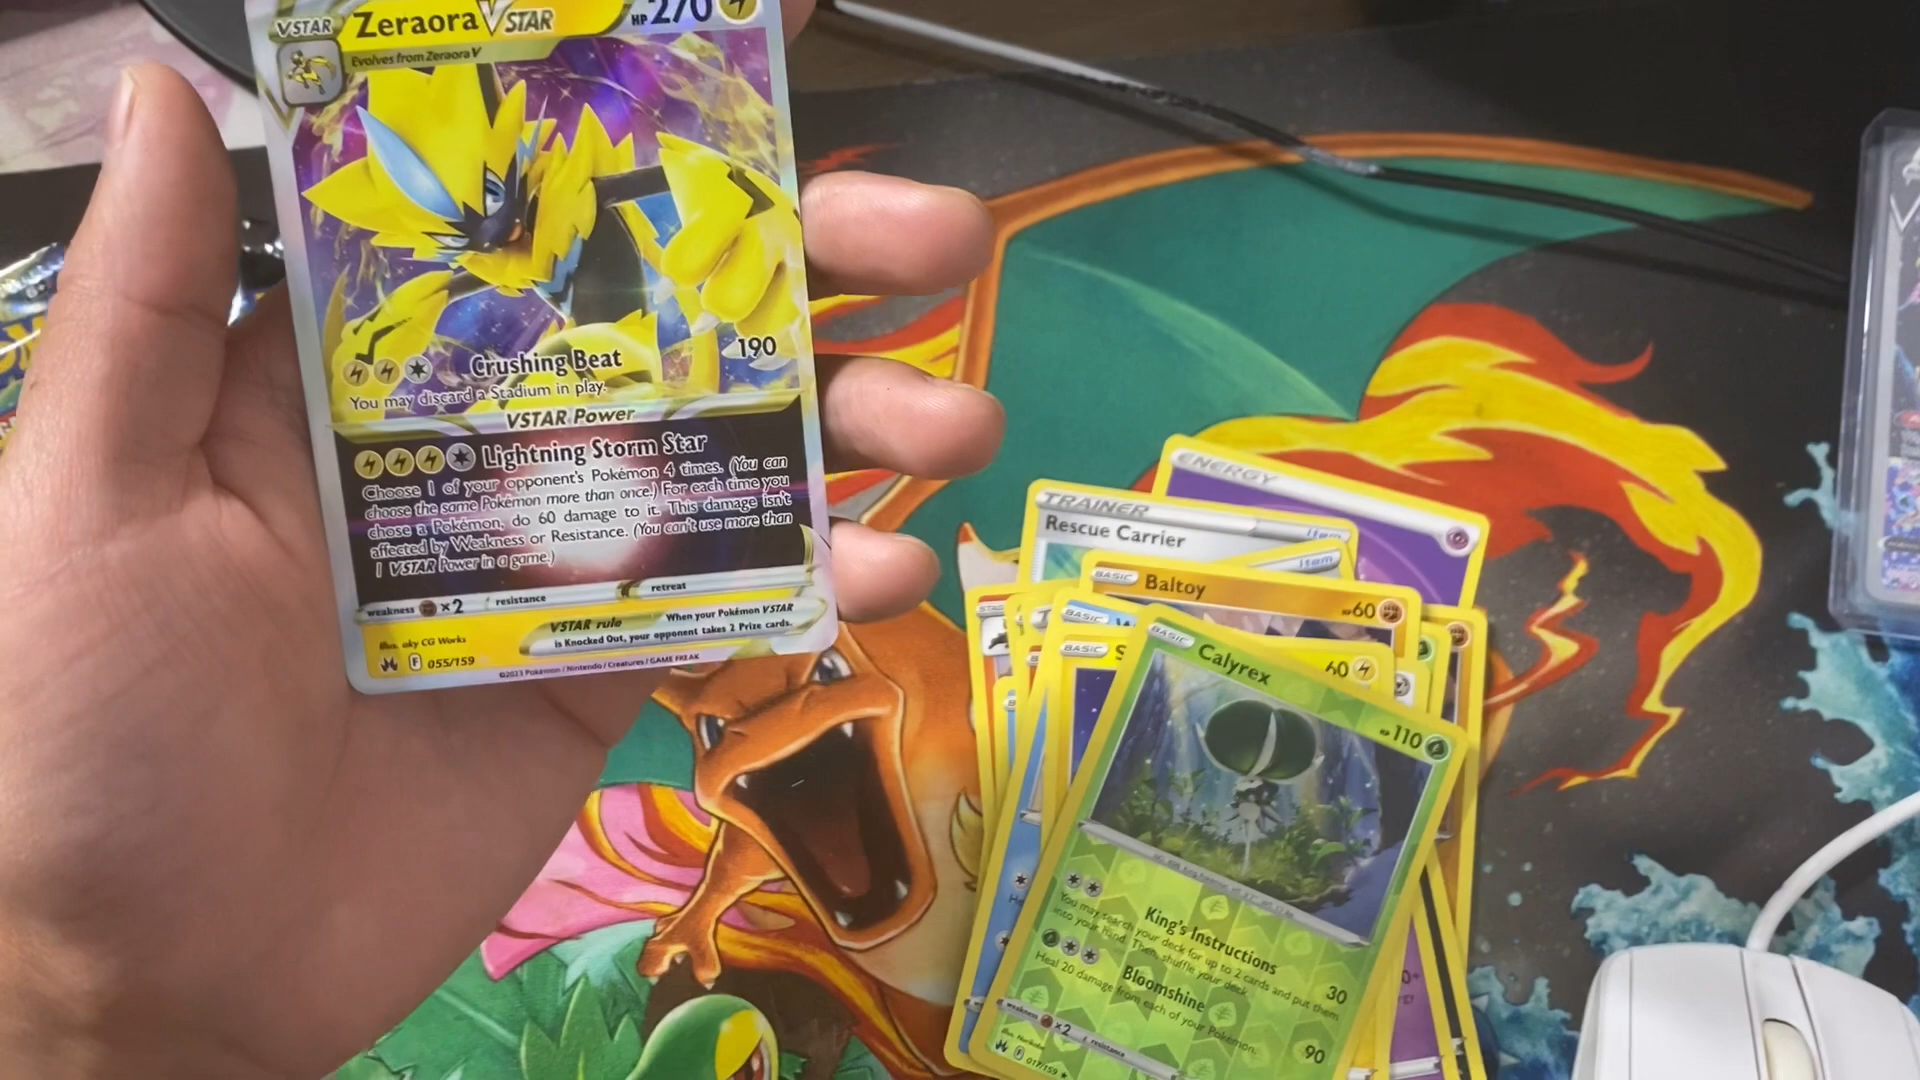 VSTAR Zeraora VSTAR HP 270
Evolves from Zeraora V
Crushing Beat 190
You may discard a Stadium in play.
VSTAR Power
Lightning Storm Star
Choose 1 of your opponent's Pokémon 4 times. (You can
choose the same Pokémon more than once.) For each time you
chose a Pokémon, do 60 damage to it. This damage isn't
affected by Weakness or Resistance. (You can't use more than
1 VSTAR Power in a game.)
weakness ×2 resistance retreat
Illus. aky CG Works
VSTAR rule When your Pokémon VSTAR
is Knocked Out, your opponent takes 2 Prize cards.
F 055/159
©2023 Pokémon / Nintendo / Creatures / GAME FREAK
ENERGY
TRAINER
Rescue Carrier Item
Item
BASIC Baltoy HP 60
STAG
BASIC W
BASIC S
60
BASIC Calyrex HP 110
King's Instructions 30
You may search your deck for up to 2 cards and put them
into your hand. Then, shuffle your deck.
Bloomshine 90
Heal 20 damage from each of your Pokémon.
weakness ×2 resistance
F 017/159